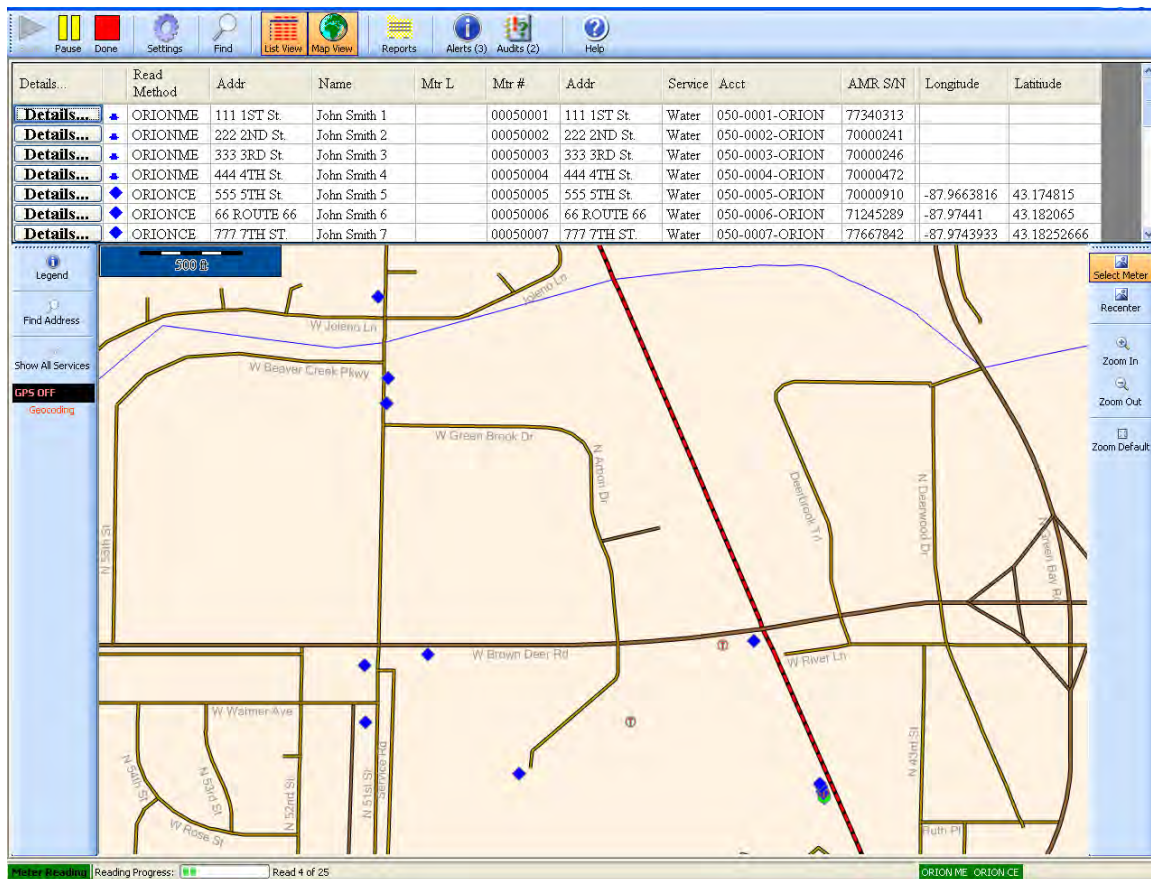 Pause Done Settings Find List View Map View Reports Alerts (3) Audits (2) Help
Details... Read Method Addr Name Mtr L Mtr # Addr Service Acct AMR S/N Longitude Latitude
Details... ORIONME 111 1ST St. John Smith 1 00050001 111 1ST St. Water 050-0001-ORION 77340313
Details... ORIONME 222 2ND St. John Smith 2 00050002 222 2ND St. Water 050-0002-ORION 70000241
Details... ORIONME 333 3RD St. John Smith 3 00050003 333 3RD St. Water 050-0003-ORION 70000246
Details... ORIONME 444 4TH St. John Smith 4 00050004 444 4TH St. Water 050-0004-ORION 70000472
Details... ORIONCE 555 5TH St. John Smith 5 00050005 555 5TH St. Water 050-0005-ORION 70000910 -87.9663816 43.174815
Details... ORIONCE 66 ROUTE 66 John Smith 6 00050006 66 ROUTE 66 Water 050-0006-ORION 71245289 -87.97441 43.182065
Details... ORIONCE 777 7TH ST. John Smith 7 00050007 777 7TH ST. Water 050-0007-ORION 77667842 -87.9743933 43.18252666
Legend
Find Address
Show All Services
GPS OFF
Geocoding
500 ft
Joleno Ln
W Joleno Ln
W Beaver Creek Pkwy
W Green Brook Dr
N Arbon Dr
Deerbrook Trl
N Deerwood Dr
N Green Bay Rd
N 55th St
W Brown Deer Rd
W River Ln
W Warmer Ave
N 54th St
N 53rd St
N 52nd St
N 51st St
Service Rd
W Rose St
N 43rd St
Ruth Pl
Select Meter
Recenter
Zoom In
Zoom Out
Zoom Default
Meter Reading Reading Progress: Read 4 of 25 ORION ME ORION CE